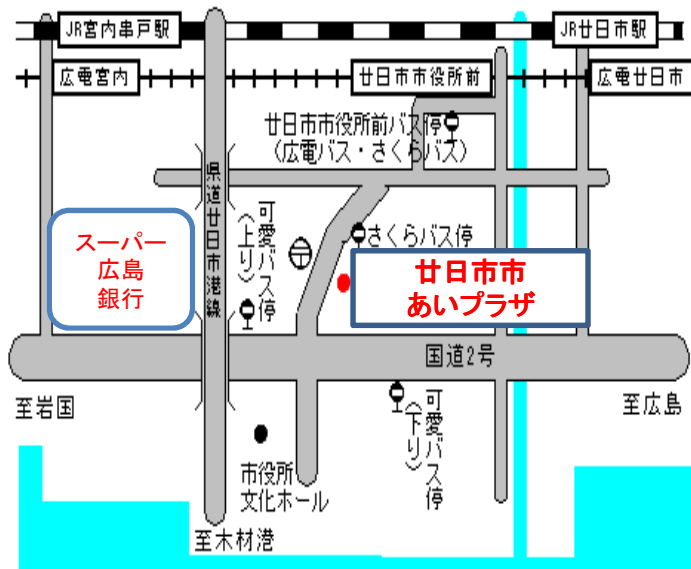 JR宮内串戸駅
JR廿日市駅
広電宮内
廿日市市役所前
広電廿日市
廿日市市役所前バス停
(広電バス・さくらバス)
県道廿日市港線
可愛バス停
(上り)
さくらバス停
スーパー
広島
銀行
廿日市市
あいプラザ
国道2号
至岩国
至広島
可愛バス停
(下り)
市役所
文化ホール
至木材港